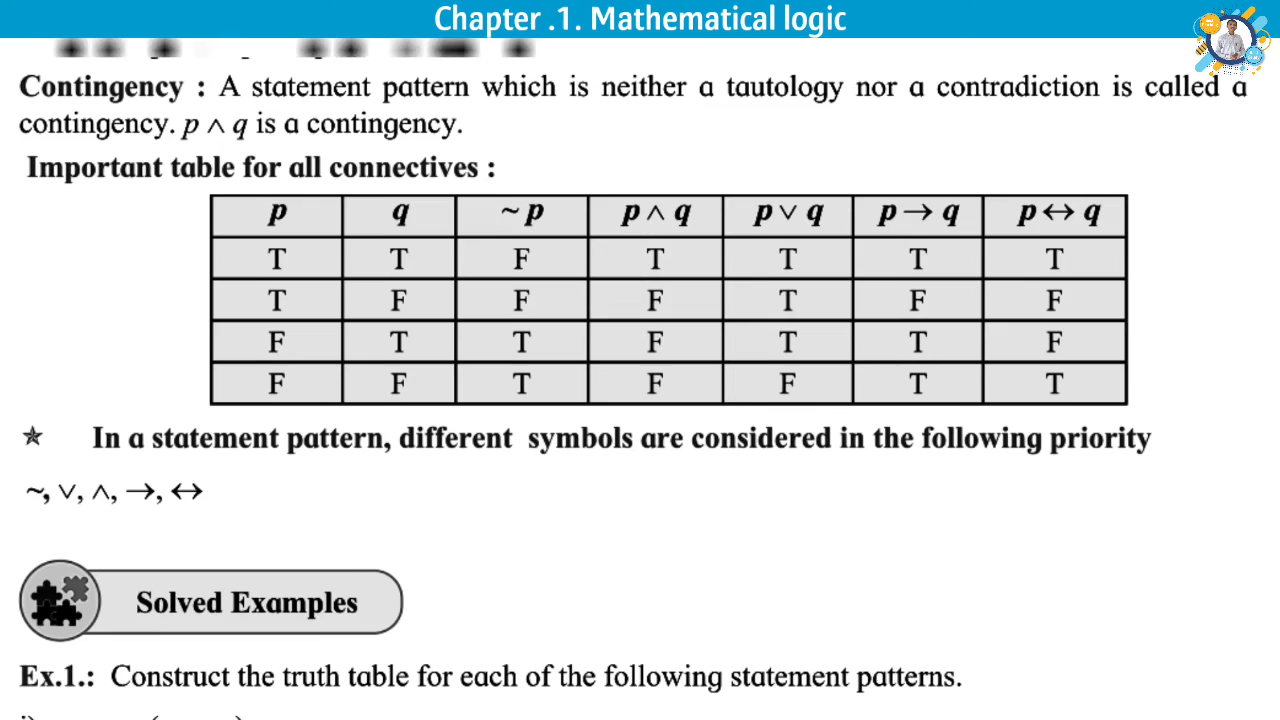 Chapter .1. Mathematical logic
Contingency : A statement pattern which is neither a tautology nor a contradiction is called a
contingency. p ∧ q is a contingency.
Important table for all connectives :
p q ~ p p ∧ q p ∨ q p → q p ↔ q
T T F T T T T
T F F F T F F
F T T F T T F
F F T F F T T
✯ In a statement pattern, different symbols are considered in the following priority
~, ∨, ∧, →, ↔
Solved Examples
Ex.1.: Construct the truth table for each of the following statement patterns.